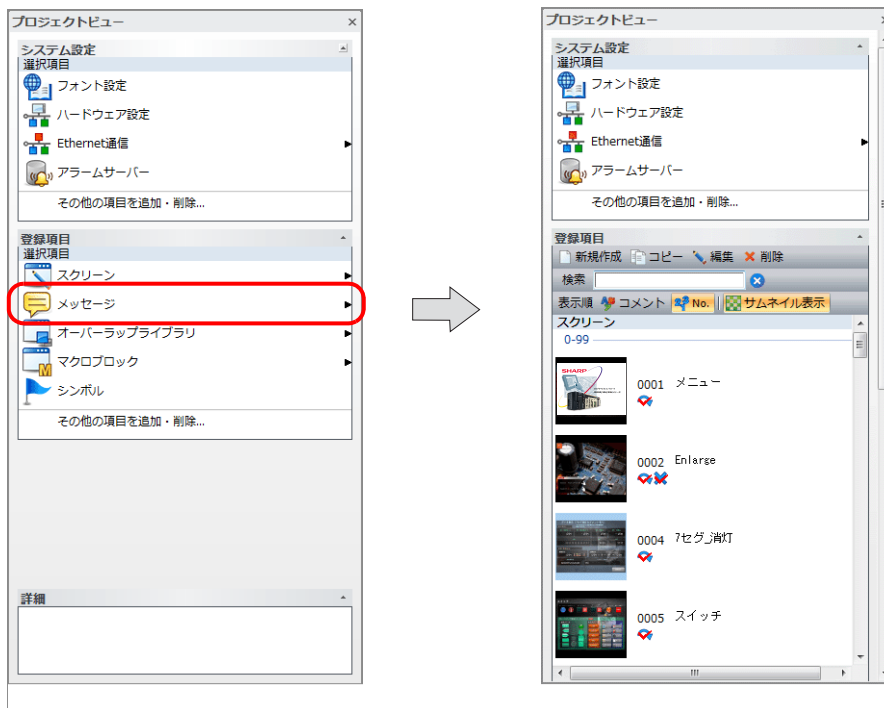 プロジェクトビュー
システム設定
選択項目
フォント設定
ハードウェア設定
Ethernet通信
アラームサーバー
その他の項目を追加・削除...
登録項目
選択項目
スクリーン
メッセージ
オーバーラップライブラリ
マクロブロック
シンボル
その他の項目を追加・削除...
詳細
プロジェクトビュー
システム設定
選択項目
フォント設定
ハードウェア設定
Ethernet通信
アラームサーバー
その他の項目を追加・削除...
登録項目
新規作成 コピー 編集 削除
検索
表示順 コメント No. サムネイル表示
スクリーン
0-99
SHARP
0001 メニュー
0002 Enlarge
0004 7セグ_消灯
0005 スイッチ